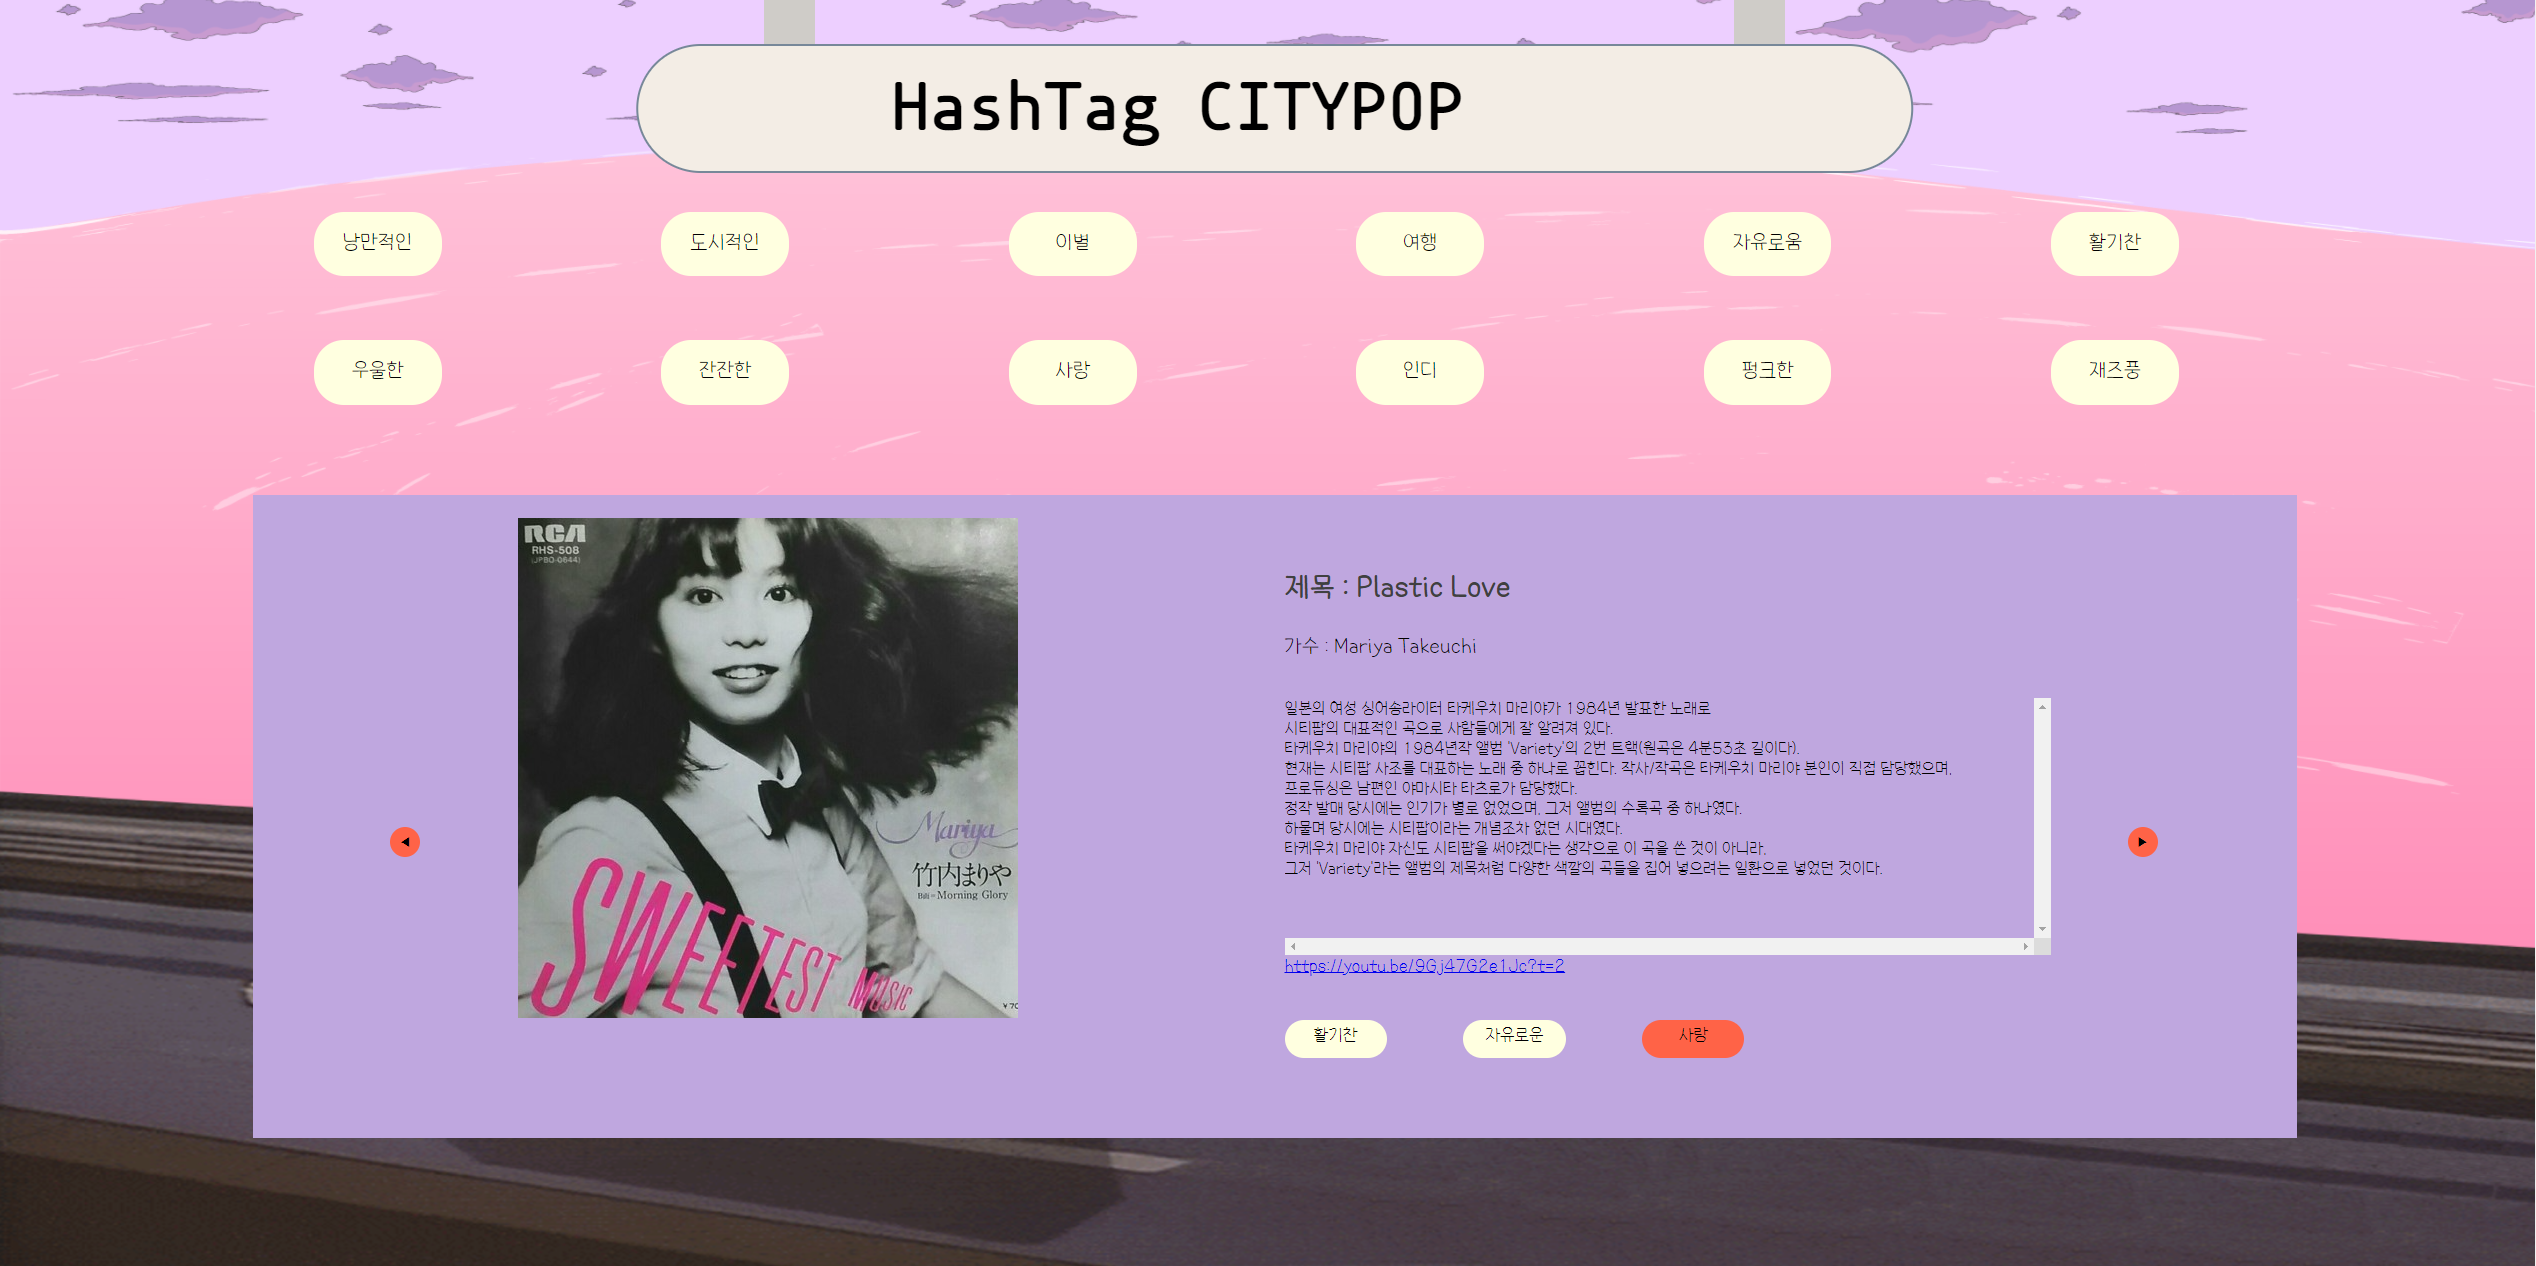 HashTag CITYPOP
낭만적인 도시적인 이별 여행 자유로움 활기찬
우울한 잔잔한 사랑 인디 펑크한 재즈풍
RCA
RHS-508
(JPBO-0644)
Mariya
竹内まりや
B面=Morning Glory
SWEETEST MUSIC
¥70
제목 : Plastic Love
가수 : Mariya Takeuchi
일본의 여성 싱어송라이터 타케우치 마리야가 1984년 발표한 노래로
시티팝의 대표적인 곡으로 사람들에게 잘 알려져 있다.
타케우치 마리야의 1984년작 앨범 'Variety'의 2번 트랙(원곡은 4분53초 길이다).
현재는 시티팝 사조를 대표하는 노래 중 하나로 꼽힌다. 작사/작곡은 타케우치 마리야 본인이 직접 담당했으며,
프로듀싱은 남편인 야마시타 타츠로가 담당했다.
정작 발매 당시에는 인기가 별로 없었으며, 그저 앨범의 수록곡 중 하나였다.
하물며 당시에는 시티팝이라는 개념조차 없던 시대였다.
타케우치 마리야 자신도 시티팝을 써야겠다는 생각으로 이 곡을 쓴 것이 아니라,
그저 'Variety'라는 앨범의 제목처럼 다양한 색깔의 곡들을 집어 넣으려는 일환으로 넣었던 것이다.
https://youtu.be/9Gj47G2e1Jc?t=2
활기찬 자유로운 사랑